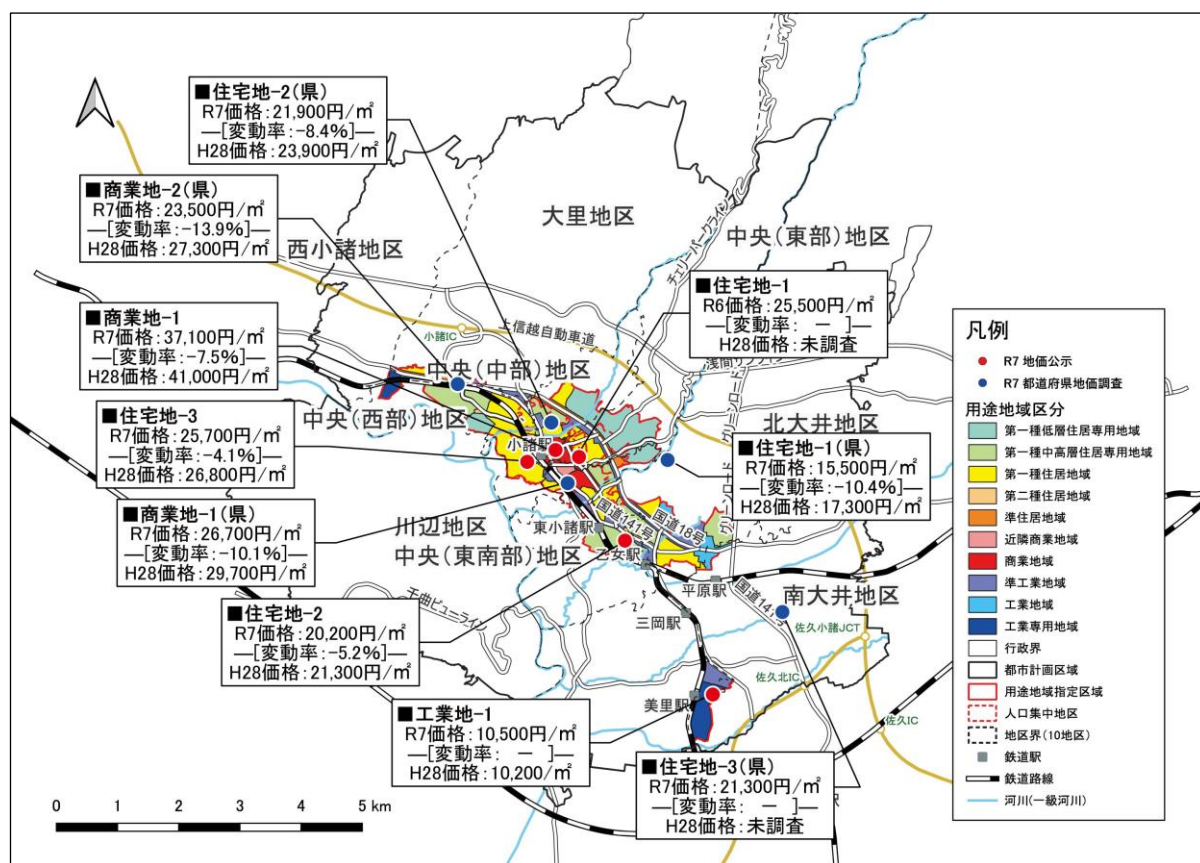 ■住宅地-2(県)
R7価格:21,900円/㎡
―[変動率:-8.4%]―
H28価格:23,900円/㎡
■商業地-2(県)
R7価格:23,500円/㎡
―[変動率:-13.9%]―
H28価格:27,300円/㎡
■商業地-1
R7価格:37,100円/㎡
―[変動率:-7.5%]―
H28価格:41,000円/㎡
■住宅地-3
R7価格:25,700円/㎡
―[変動率:-4.1%]―
H28価格:26,800円/㎡
■商業地-1(県)
R7価格:26,700円/㎡
―[変動率:-10.1%]―
H28価格:29,700円/㎡
■住宅地-2
R7価格:20,200円/㎡
―[変動率:-5.2%]―
H28価格:21,300円/㎡
■工業地-1
R7価格:10,500円/㎡
―[変動率: ― ]―
H28価格:10,200/㎡
■住宅地-3(県)
R7価格:21,300円/㎡
―[変動率: ― ]―
H28価格:未調査
■住宅地-1
R6価格:25,500円/㎡
―[変動率: ― ]―
H28価格:未調査
■住宅地-1(県)
R7価格:15,500円/㎡
―[変動率:-10.4%]―
H28価格:17,300円/㎡
大里地区
西小諸地区
中央(東部)地区
チェリーパークライン
上信越自動車道
小諸IC
中央(中部)地区
中央(西部)地区
小諸駅
北大井地区
川辺地区
東小諸駅
国道141号
国道18号
中央(東南部)地区
乙女駅
平原駅
国道141号
南大井地区
千曲ビューライン
三岡駅
佐久小諸JCT
佐久北IC
美里駅
佐久IC
駅
0 1 2 3 4 5 km
凡例
R7 地価公示
R7 都道府県地価調査
用途地域区分
第一種低層住居専用地域
第一種中高層住居専用地域
第一種住居地域
第二種住居地域
準住居地域
近隣商業地域
商業地域
準工業地域
工業地域
工業専用地域
行政界
都市計画区域
用途地域指定区域
人口集中地区
地区界(10地区)
鉄道駅
鉄道路線
河川(一級河川)